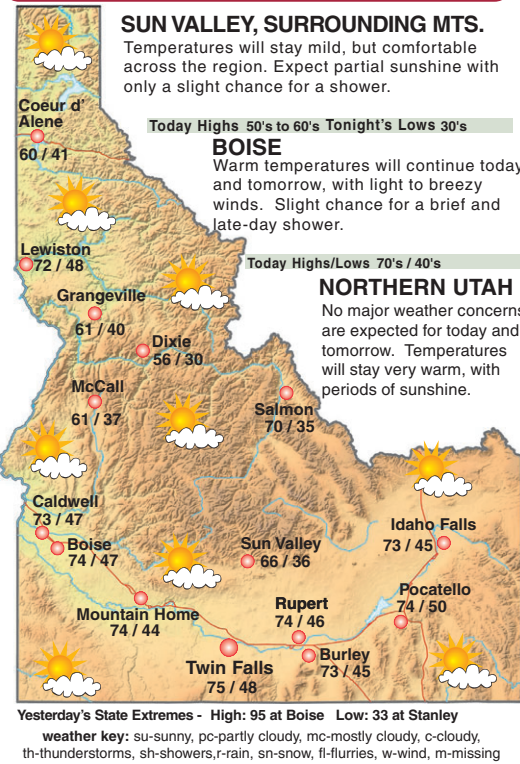 SUN VALLEY, SURROUNDING MTS.
Temperatures will stay mild, but comfortable
across the region. Expect partial sunshine with
only a slight chance for a shower.
Today Highs 50's to 60's Tonight's Lows 30's
BOISE
Warm temperatures will continue today
and tomorrow, with light to breezy
winds. Slight chance for a brief and
late-day shower.
Today Highs/Lows 70's / 40's
NORTHERN UTAH
No major weather concerns
are expected for today and
tomorrow. Temperatures
will stay very warm, with
periods of sunshine.
Coeur d'
Alene
60 / 41
Lewiston
72 / 48
Grangeville
61 / 40
Dixie
56 / 30
McCall
61 / 37
Salmon
70 / 35
Caldwell
73 / 47
Boise
74 / 47
Sun Valley
66 / 36
Idaho Falls
73 / 45
Mountain Home
74 / 44
Rupert
74 / 46
Pocatello
74 / 50
Twin Falls
75 / 48
Burley
73 / 45
Yesterday's State Extremes - High: 95 at Boise Low: 33 at Stanley
weather key: su-sunny, pc-partly cloudy, mc-mostly cloudy, c-cloudy,
th-thunderstorms, sh-showers,r-rain, sn-snow, fl-flurries, w-wind, m-missing